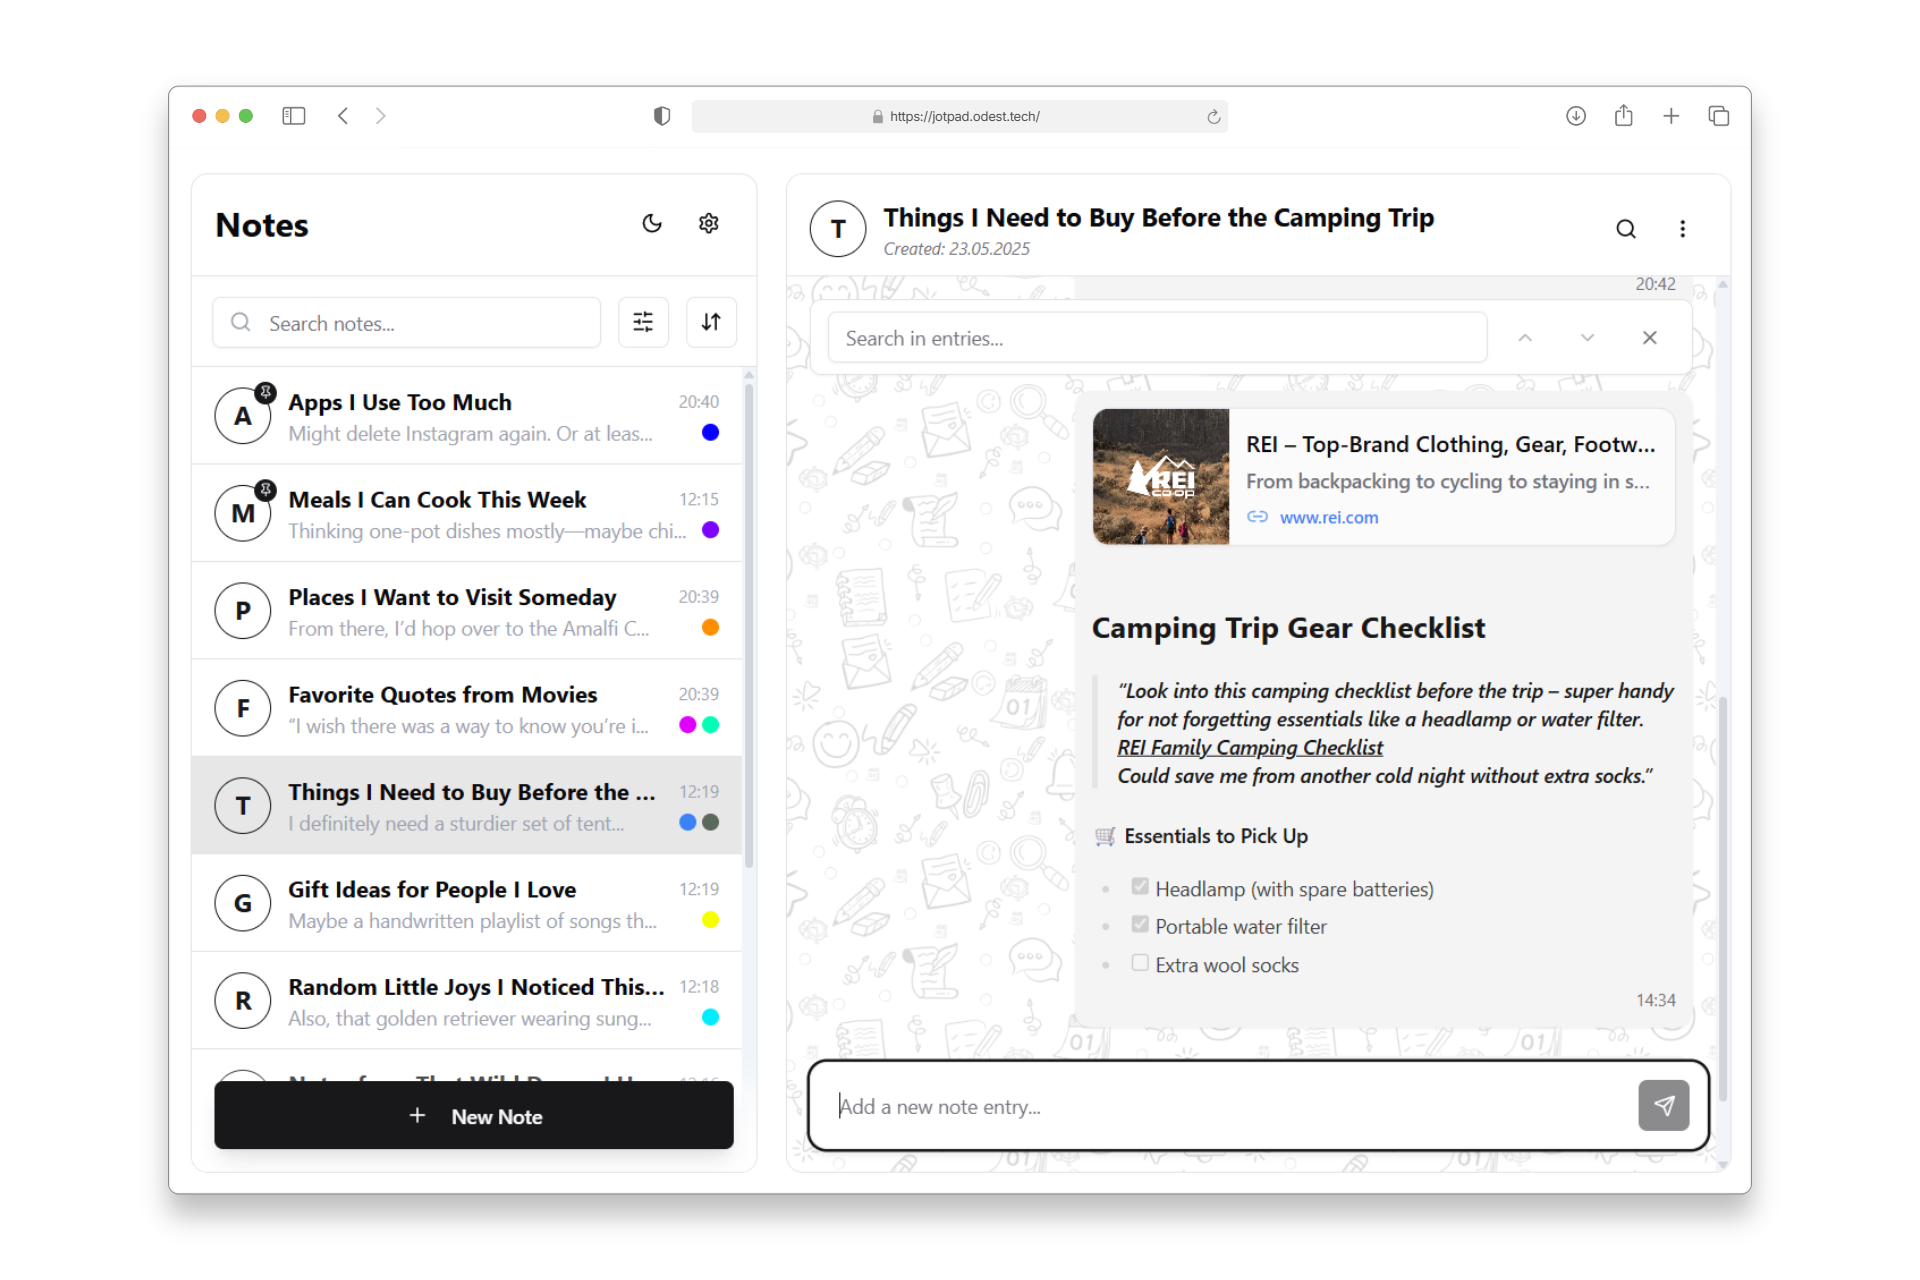 https://jotpad.odest.tech/
Notes
Search notes...
A
Apps I Use Too Much
20:40
Might delete Instagram again. Or at leas...
M
Meals I Can Cook This Week
12:15
Thinking one-pot dishes mostly—maybe chi...
P
Places I Want to Visit Someday
20:39
From there, I’d hop over to the Amalfi C...
F
Favorite Quotes from Movies
20:39
“I wish there was a way to know you’re i...
T
Things I Need to Buy Before the ...
12:19
I definitely need a sturdier set of tent...
G
Gift Ideas for People I Love
12:19
Maybe a handwritten playlist of songs th...
R
Random Little Joys I Noticed This...
12:18
Also, that golden retriever wearing sung...
+ New Note
T
Things I Need to Buy Before the Camping Trip
Created: 23.05.2025
20:42
Search in entries...
REI
co·op
REI – Top-Brand Clothing, Gear, Footw...
From backpacking to cycling to staying in s...
www.rei.com
Camping Trip Gear Checklist
“Look into this camping checklist before the trip – super handy
for not forgetting essentials like a headlamp or water filter.
REI Family Camping Checklist
Could save me from another cold night without extra socks.”
🛒 Essentials to Pick Up
Headlamp (with spare batteries)
Portable water filter
Extra wool socks
14:34
01
01
01
Add a new note entry...
01
01